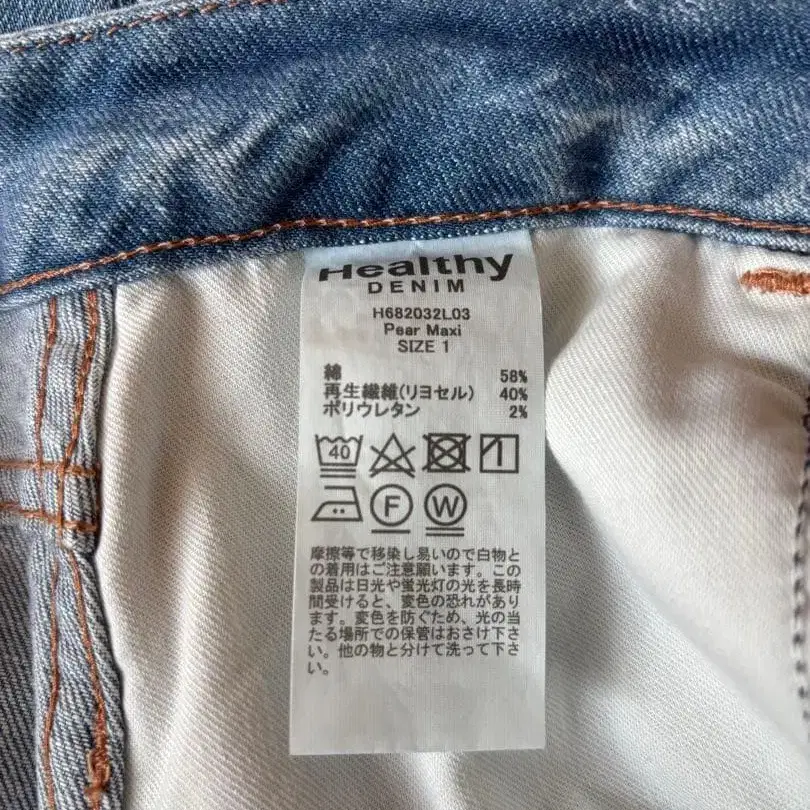 Healthy
DENIM
H682032L03
Pear Maxi
SIZE 1
綿 58%
再生繊維(リヨセル) 40%
ポリウレタン 2%
40
F W
摩擦等で移染し易いので白物と
の着用はご注意願います。この
製品は日光や蛍光灯の光を長時
間受けると、変色の恐れがあり
ます。変色を防ぐため、光の当
たる場所での保管はおさけ下さ
い。他の物と分けて洗って下さ
い。